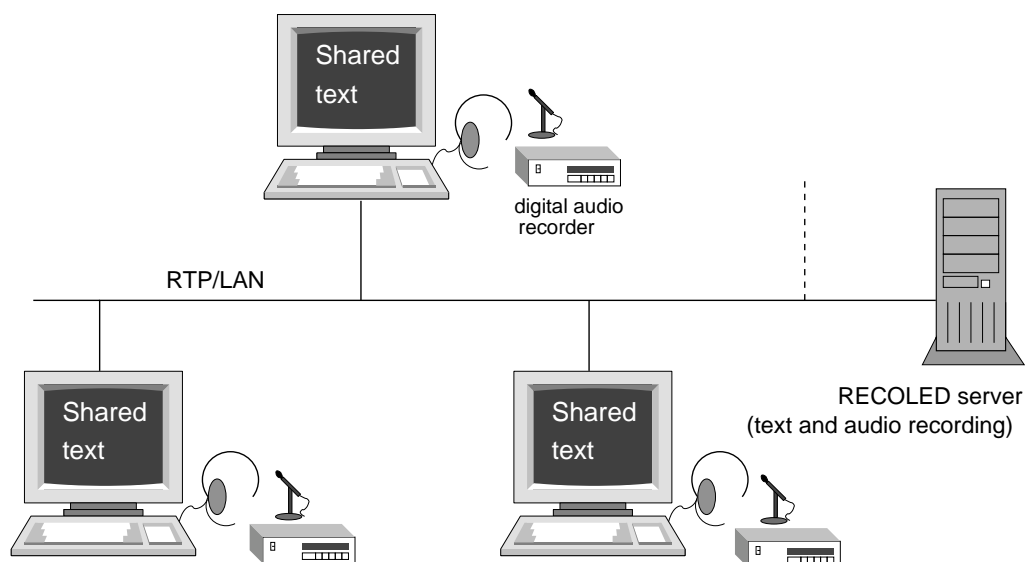 Shared
text
digital audio
recorder
RTP/LAN
Shared
text
Shared
text
RECOLED server
(text and audio recording)